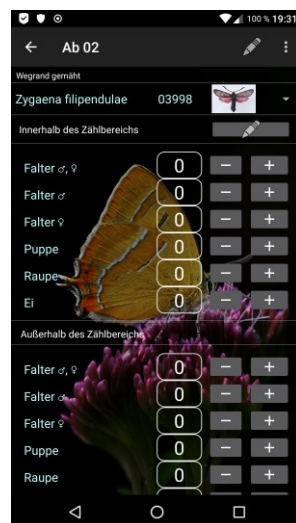 100 % 19:31
Ab 02
Wegrand gemäht
Zygaena filipendulae 03998
Innerhalb des Zählbereichs
Falter ♂, ♀ 0 − +
Falter ♂ 0 − +
Falter ♀ 0 − +
Puppe 0 − +
Raupe 0 − +
Ei 0 − +
Außerhalb des Zählbereichs
Falter ♂, ♀ 0 − +
Falter ♂ 0 − +
Falter ♀ 0 − +
Puppe 0 − +
Raupe 0 − +